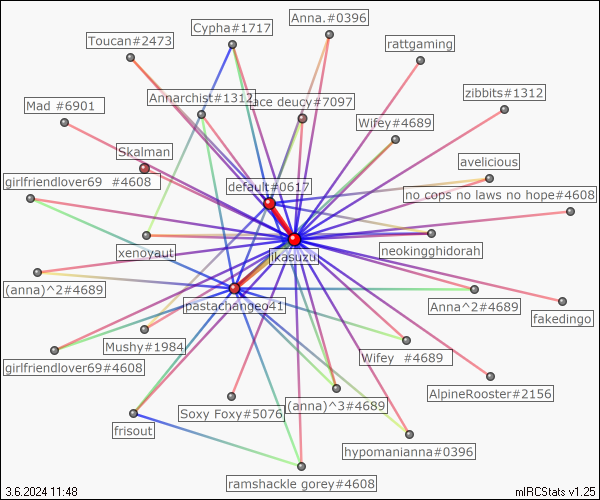 Anna.#0396
Cypha#1717
Toucan#2473
rattgaming
zibbits#1312
Annarchist#1312
ace deucy#7097
Mad #6901
Wifey#4689
Skalman
avelicious
girlfriendlover69 #4608
default#0617
no cops no laws no hope#4608
xenoyaut
neokingghidorah
ikasuzu
(anna)^2#4689
pastachangeo41
Anna^2#4689
fakedingo
Mushy#1984
Wifey #4689
girlfriendlover69#4608
AlpineRooster#2156
Soxy Foxy#5076
(anna)^3#4689
frisout
hypomanianna#0396
ramshackle gorey#4608
3.6.2024 11:48
mIRCStats v1.25